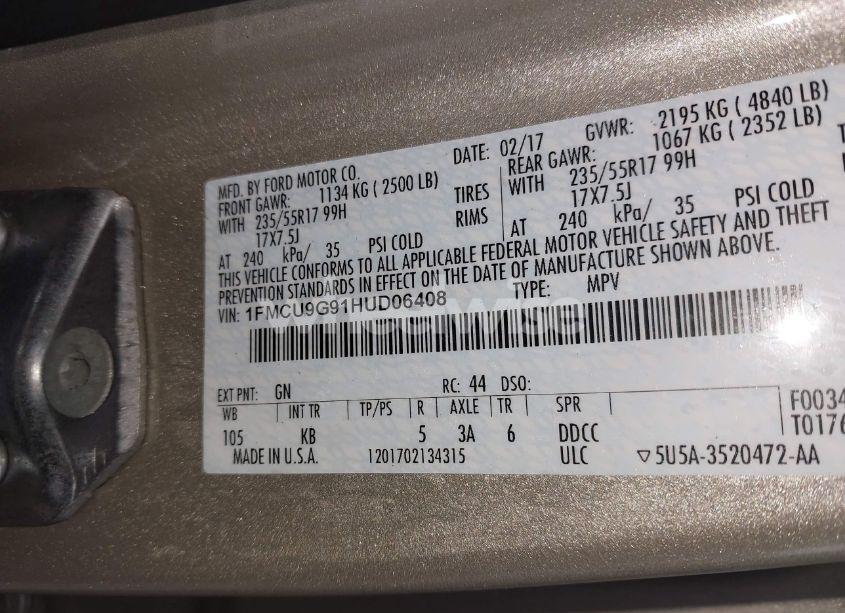 MFD. BY FORD MOTOR CO. DATE: 02/17 GVWR: 2195 KG ( 4840 LB)
FRONT GAWR: 1134 KG ( 2500 LB) REAR GAWR: 1067 KG ( 2352 LB)
WITH 235/55R17 99H TIRES WITH 235/55R17 99H
17X7.5J RIMS 17X7.5J
AT 240 kPa/ 35 PSI COLD AT 240 kPa/ 35 PSI COLD
THIS VEHICLE CONFORMS TO ALL APPLICABLE FEDERAL MOTOR VEHICLE SAFETY AND THEFT
PREVENTION STANDARDS IN EFFECT ON THE DATE OF MANUFACTURE SHOWN ABOVE.
VIN: 1FMCU9G91HUD06408 TYPE: MPV
wheelwise
EXT PNT: GN RC: 44 DSO:
WB INT TR TP/PS R AXLE TR SPR F0034
105 KB 5 3A 6 DDCC T0176
MADE IN U.S.A. 1201702134315 ULC ▽5U5A-3520472-AA